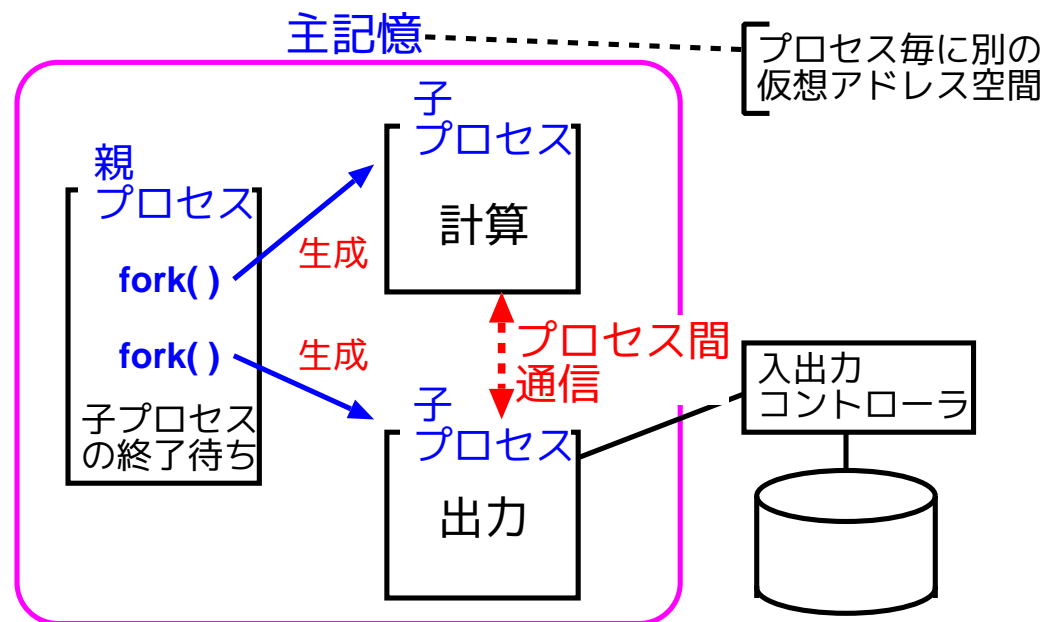 主記憶
プロセス毎に別の
仮想アドレス空間
親
プロセス
fork( )
fork( )
子プロセス
の終了待ち
生成
生成
子
プロセス
計算
プロセス間
通信
子
プロセス
出力
入出力
コントローラ